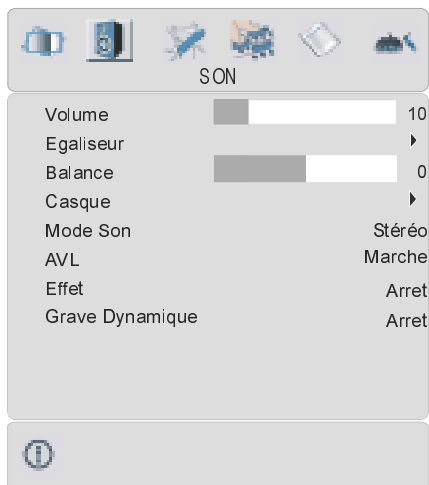 SON
Volume 10
Egaliseur
Balance 0
Casque
Mode Son Stéréo
AVL Marche
Effet Arret
Grave Dynamique Arret